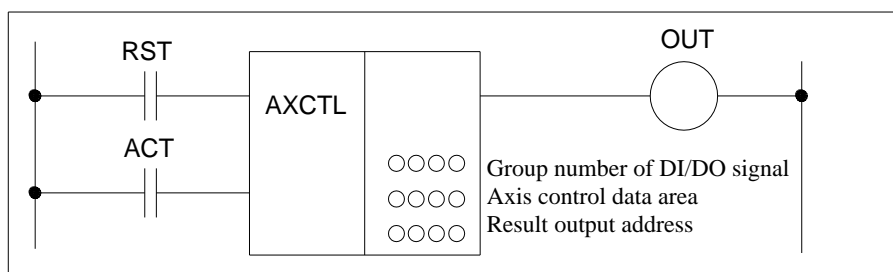 RST
OUT
AXCTL
ACT
Group number of DI/DO signal
Axis control data area
Result output address